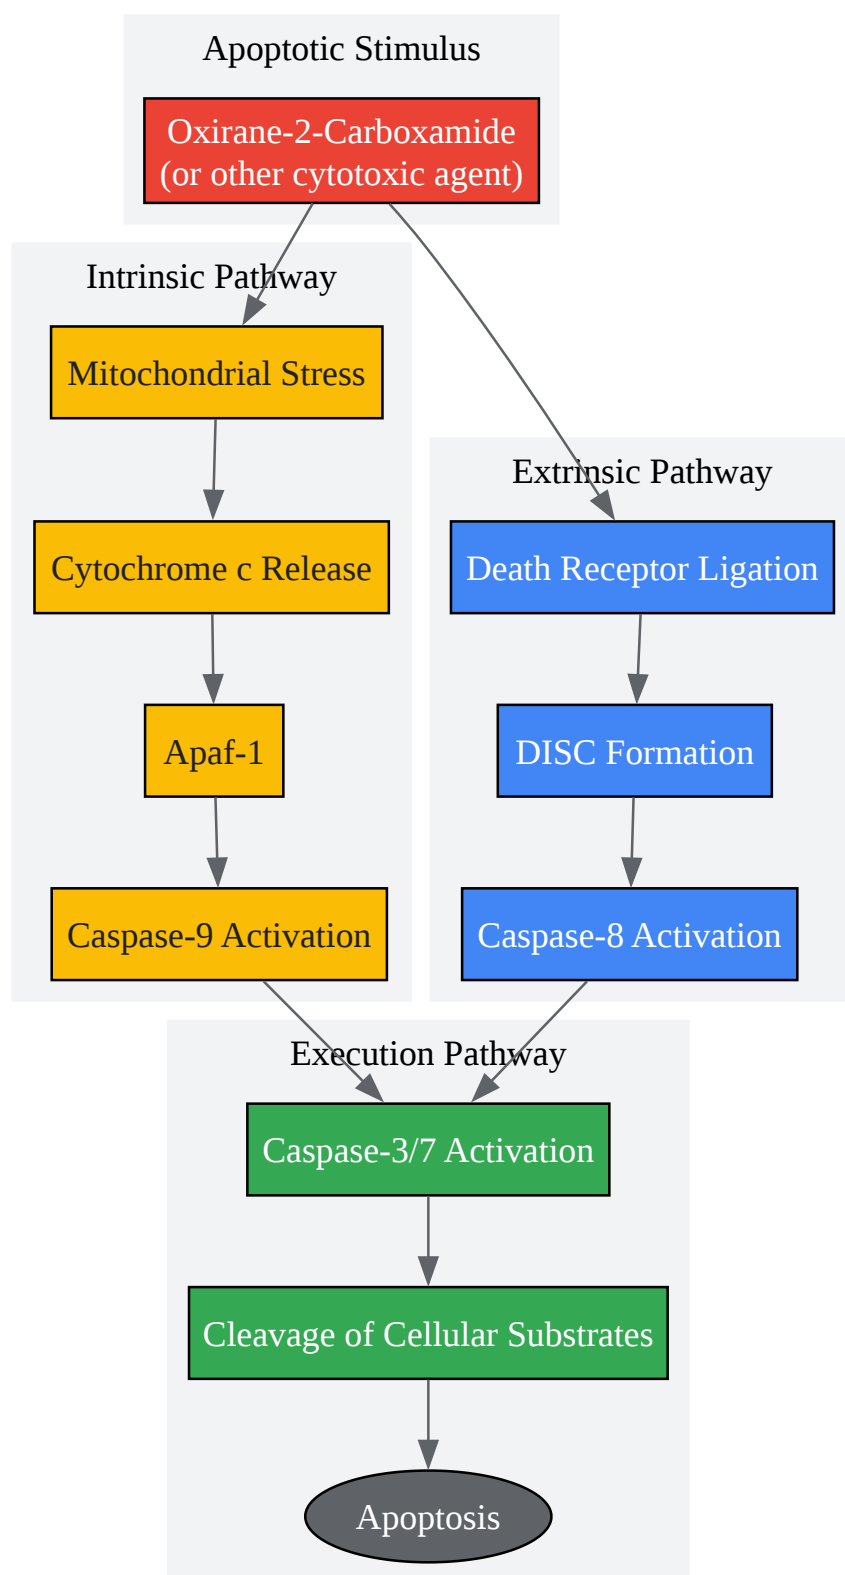 Apoptotic Stimulus
Oxirane-2-Carboxamide
(or other cytotoxic agent)
Intrinsic Pathway
Mitochondrial Stress
Cytochrome c Release
Apaf-1
Caspase-9 Activation
Extrinsic Pathway
Death Receptor Ligation
DISC Formation
Caspase-8 Activation
Execution Pathway
Caspase-3/7 Activation
Cleavage of Cellular Substrates
Apoptosis